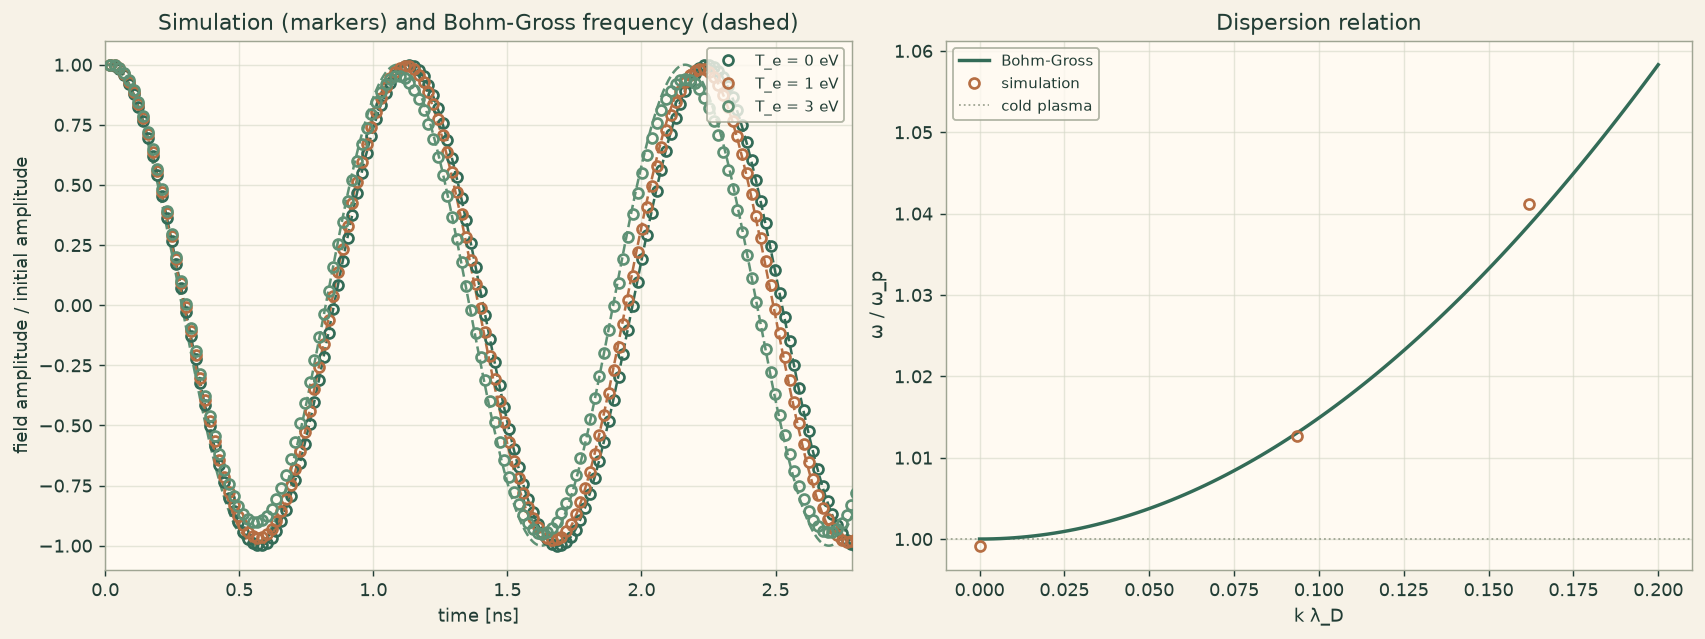 Simulation (markers) and Bohm-Gross frequency (dashed)
field amplitude / initial amplitude
1.00
0.75
0.50
0.25
0.00
−0.25
−0.50
−0.75
−1.00
0.0
0.5
1.0
1.5
2.0
2.5
time [ns]
T_e = 0 eV
T_e = 1 eV
T_e = 3 eV
Dispersion relation
ω / ω_p
1.06
1.05
1.04
1.03
1.02
1.01
1.00
0.000
0.025
0.050
0.075
0.100
0.125
0.150
0.175
0.200
k λ_D
Bohm-Gross
simulation
cold plasma